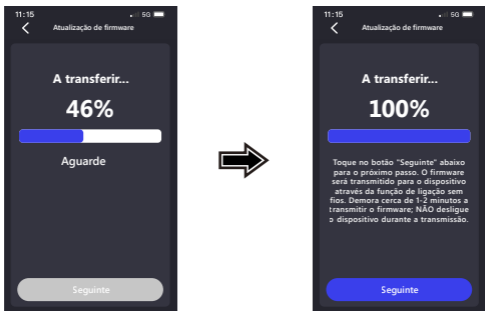 11:15
5G
Atualização de firmware
A transferir...
46%
Aguarde
Seguinte
11:15
5G
Atualização de firmware
A transferir...
100%
Toque no botão "Seguinte" abaixo
para o próximo passo. O firmware
será transmitido para o dispositivo
através da função de ligação sem
fios. Demora cerca de 1-2 minutos a
transmitir o firmware; NÃO desligue
o dispositivo durante a transmissão.
Seguinte